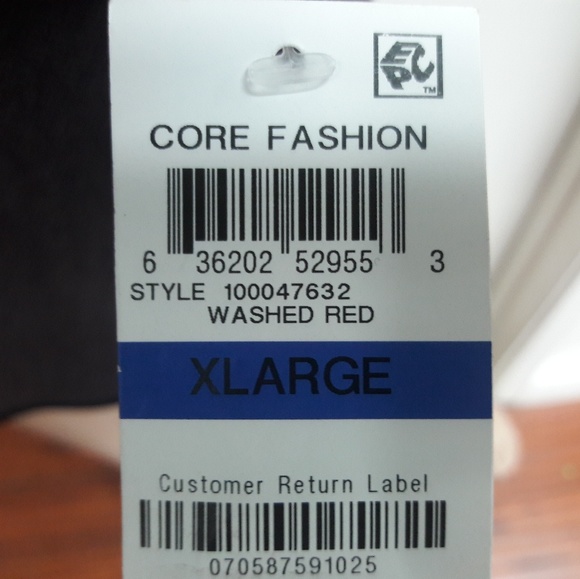 EPC
TM
CORE FASHION
6 36202 52955 3
STYLE 100047632
WASHED RED
XLARGE
Customer Return Label
070587591025